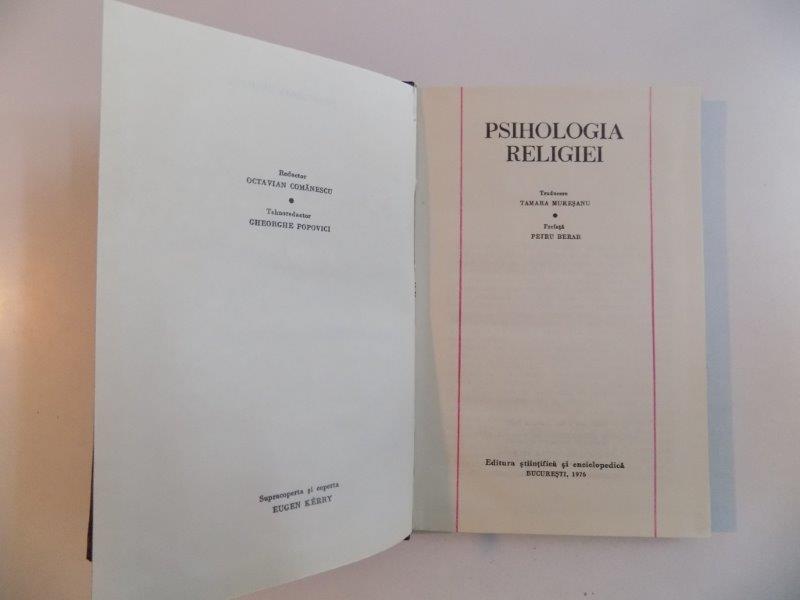 Redactor
OCTAVIAN COMĂNESCU
Tehnoredactor
GHEORGHE POPOVICI
Supracoperta și coperta
EUGEN KÉRRY
PSIHOLOGIA
RELIGIEI
Traducere
TAMARA MUREȘANU
Prefață
PETRU BERAR
Editura științifică și enciclopedică
BUCUREȘTI, 1976